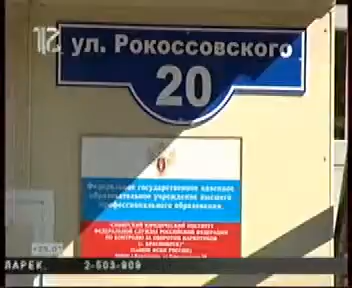 12 ул. Рокоссовского
20
Федеральное государственное казенное
образовательное учреждение высшего
профессионального образования
"СИБИРСКИЙ ЮРИДИЧЕСКИЙ ИНСТИТУТ
ФЕДЕРАЛЬНОЙ СЛУЖБЫ РОССИЙСКОЙ ФЕДЕРАЦИИ
ПО КОНТРОЛЮ ЗА ОБОРОТОМ НАРКОТИКОВ
Г. КРАСНОЯРСК"
ЛАРЕК. 2-503-909